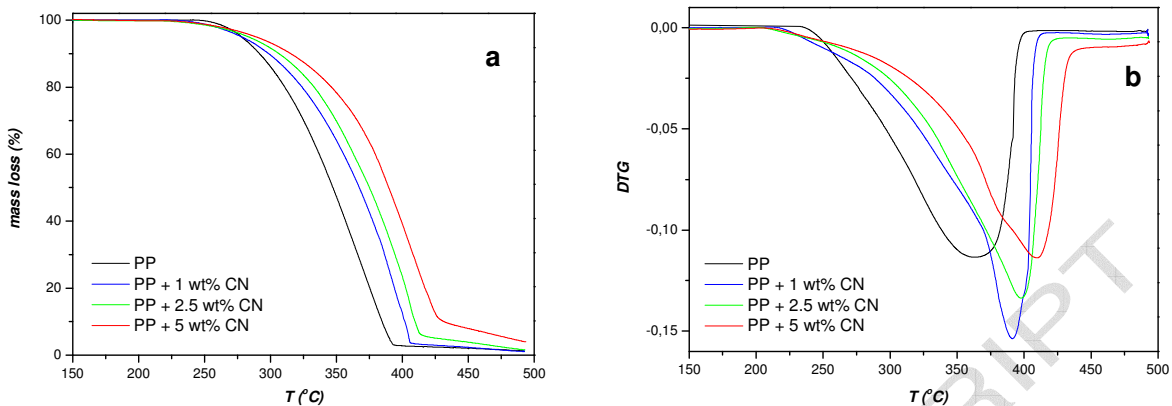 a
mass loss (%)
100
80
60
40
20
0
PP
PP + 1 wt% CN
PP + 2.5 wt% CN
PP + 5 wt% CN
150 200 250 300 350 400 450 500
T (°C)
b
DTG
0,00
-0,05
-0,10
-0,15
PP
PP + 1 wt% CN
PP + 2.5 wt% CN
PP + 5 wt% CN
150 200 250 300 350 400 450 500
T (°C)
RIPT